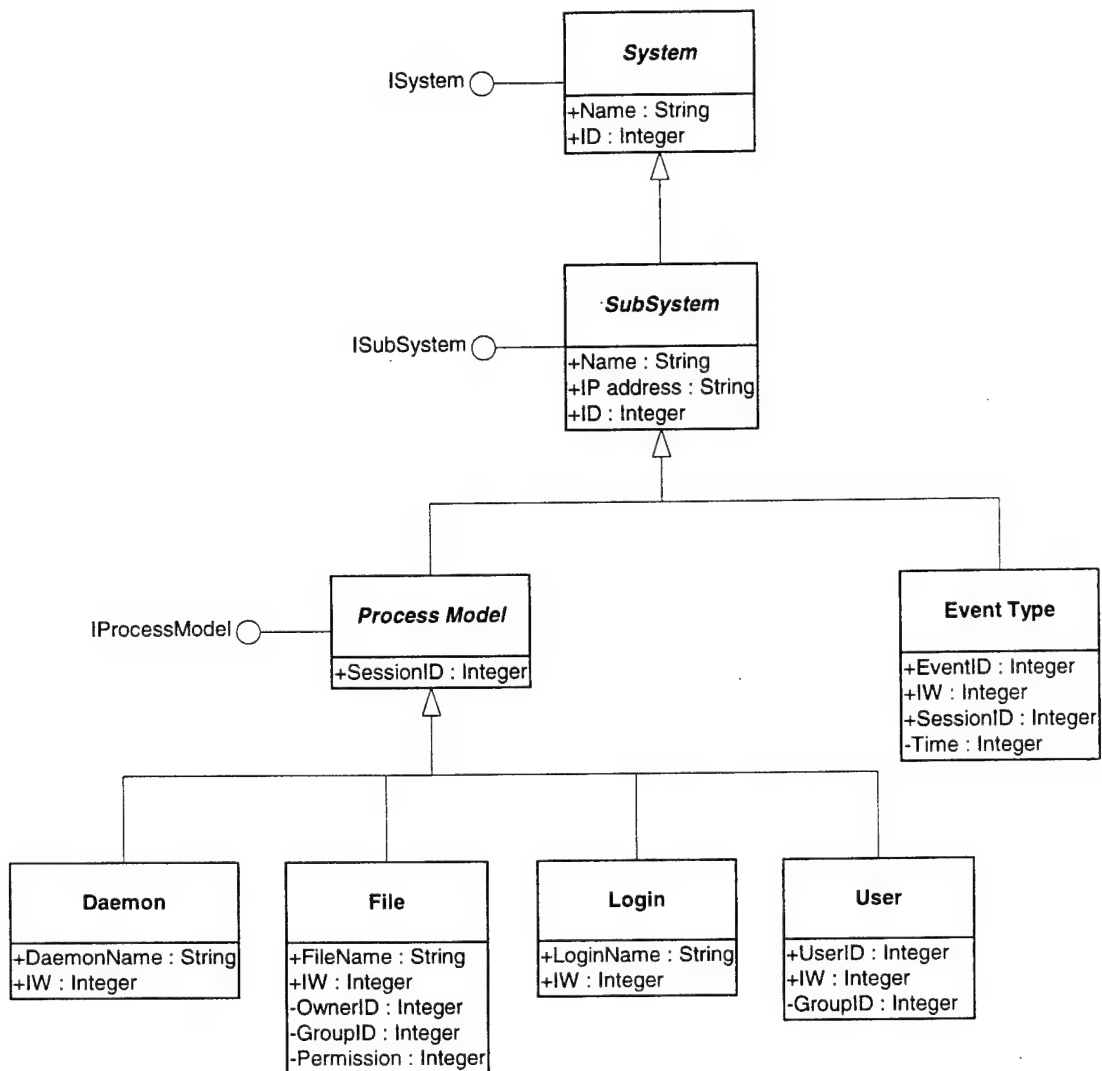 System
ISystem
+Name : String
+ID : Integer
SubSystem
ISubSystem
+Name : String
+IP address : String
+ID : Integer
Process Model
IProcessModel
+SessionID : Integer
Event Type
+EventID : Integer
+IW : Integer
+SessionID : Integer
-Time : Integer
Daemon
+DaemonName : String
+IW : Integer
File
+FileName : String
+IW : Integer
-OwnerID : Integer
-GroupID : Integer
-Permission : Integer
Login
+LoginName : String
+IW : Integer
User
+UserID : Integer
+IW : Integer
-GroupID : Integer